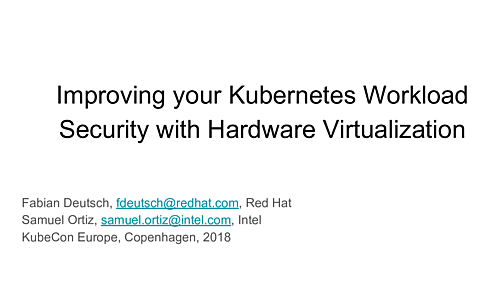 Improving your Kubernetes Workload
Security with Hardware Virtualization
Fabian Deutsch, fdeutsch@redhat.com, Red Hat
Samuel Ortiz, samuel.ortiz@intel.com, Intel
KubeCon Europe, Copenhagen, 2018